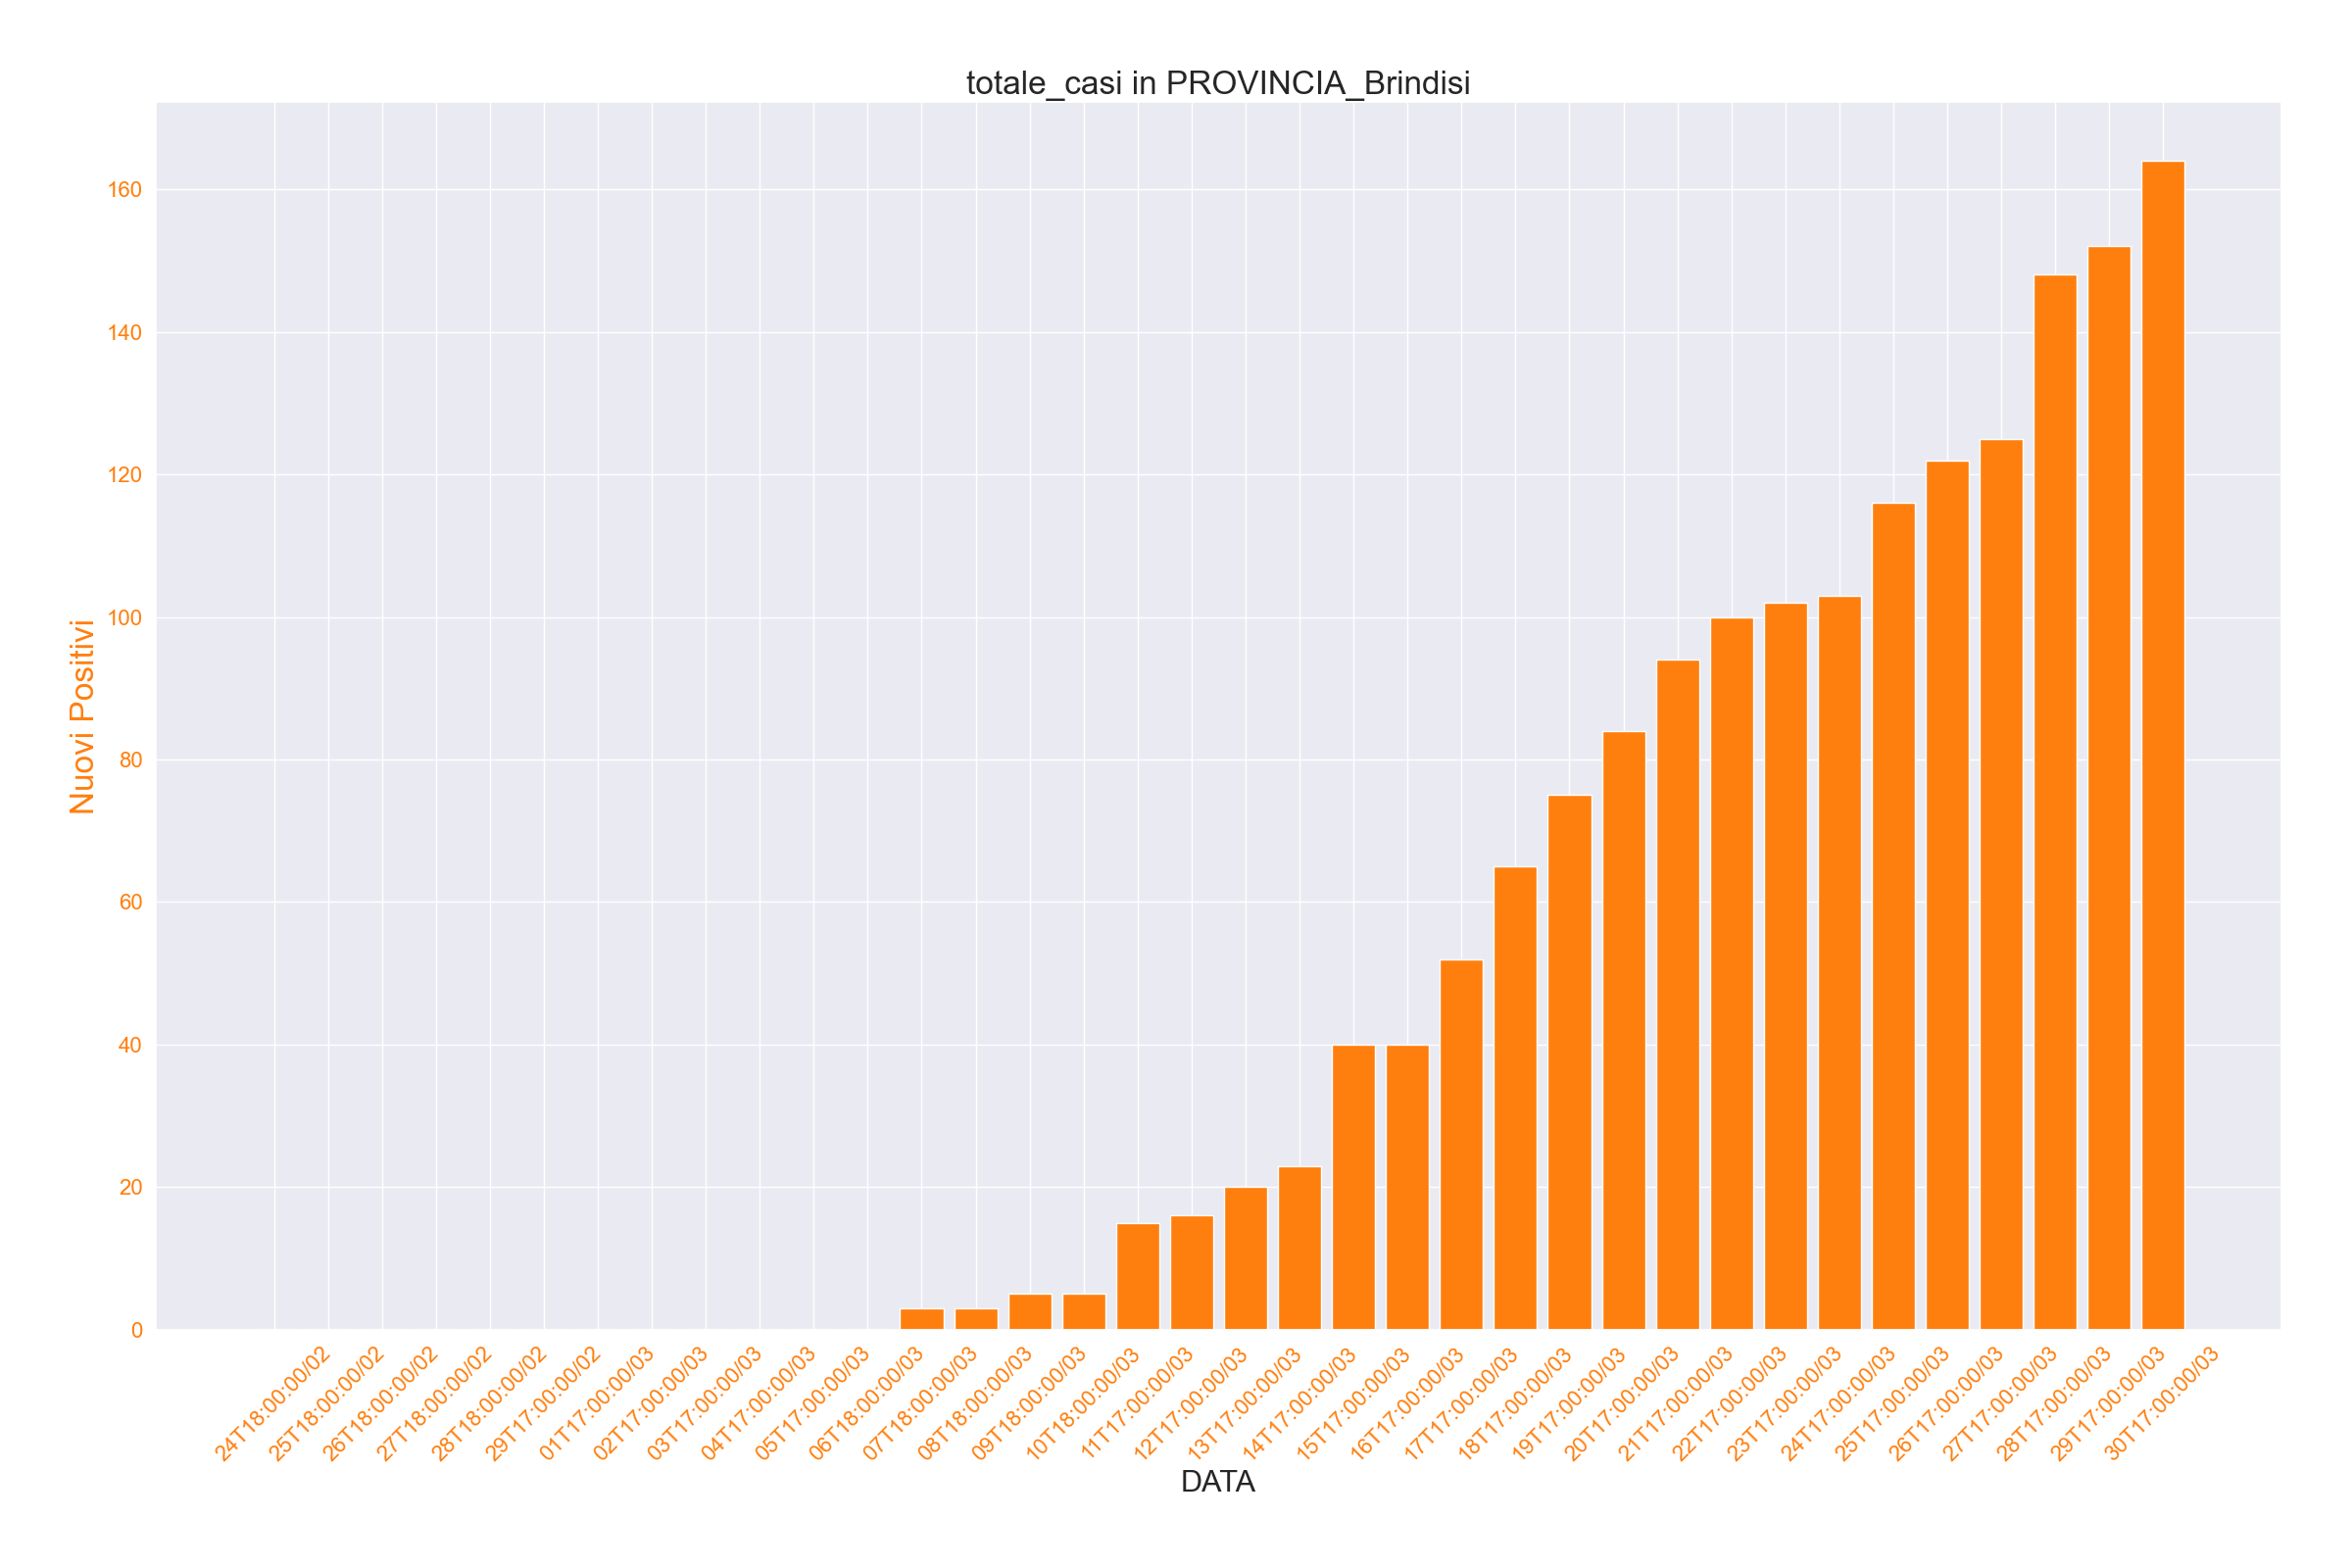 totale_casi in PROVINCIA_Brindisi
160
140
120
100
80
60
40
20
0
Nuovi Positivi
24T18:00:00/02
25T18:00:00/02
26T18:00:00/02
27T18:00:00/02
28T18:00:00/02
29T17:00:00/02
01T17:00:00/03
02T17:00:00/03
03T17:00:00/03
04T17:00:00/03
05T17:00:00/03
06T18:00:00/03
07T18:00:00/03
08T18:00:00/03
09T18:00:00/03
10T18:00:00/03
11T17:00:00/03
12T17:00:00/03
13T17:00:00/03
14T17:00:00/03
15T17:00:00/03
16T17:00:00/03
17T17:00:00/03
18T17:00:00/03
19T17:00:00/03
20T17:00:00/03
21T17:00:00/03
22T17:00:00/03
23T17:00:00/03
24T17:00:00/03
25T17:00:00/03
26T17:00:00/03
27T17:00:00/03
28T17:00:00/03
29T17:00:00/03
30T17:00:00/03
DATA